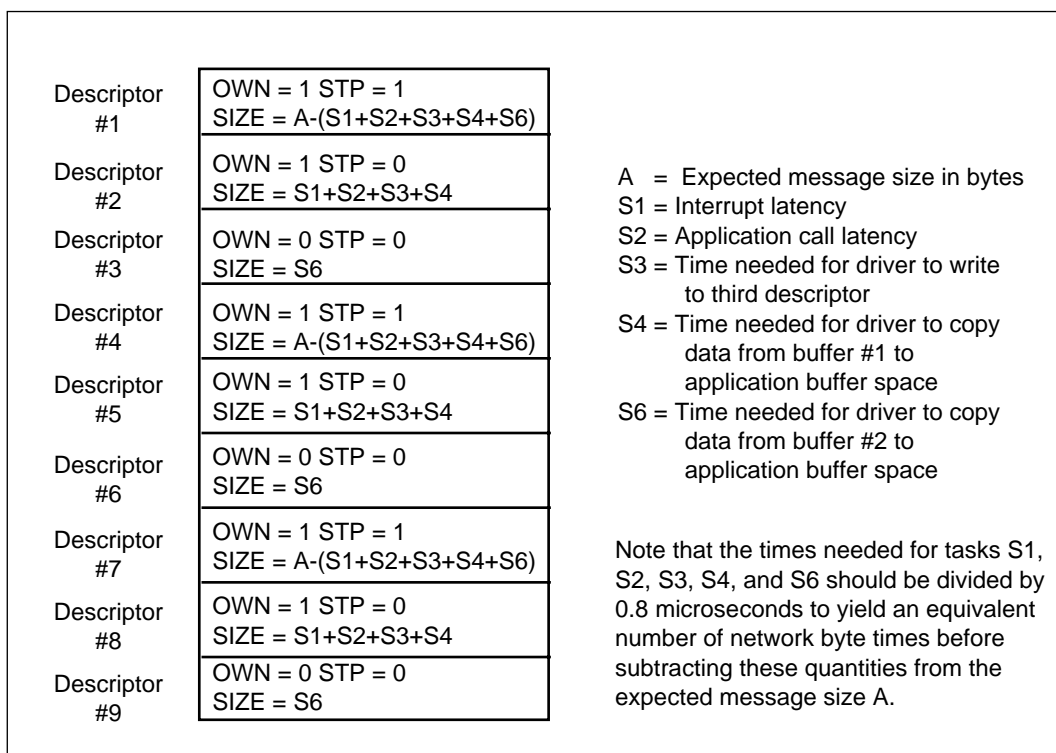 Descriptor
#1
OWN = 1 STP = 1
SIZE = A-(S1+S2+S3+S4+S6)
Descriptor
#2
OWN = 1 STP = 0
SIZE = S1+S2+S3+S4
Descriptor
#3
OWN = 0 STP = 0
SIZE = S6
Descriptor
#4
OWN = 1 STP = 1
SIZE = A-(S1+S2+S3+S4+S6)
Descriptor
#5
OWN = 1 STP = 0
SIZE = S1+S2+S3+S4
Descriptor
#6
OWN = 0 STP = 0
SIZE = S6
Descriptor
#7
OWN = 1 STP = 1
SIZE = A-(S1+S2+S3+S4+S6)
Descriptor
#8
OWN = 1 STP = 0
SIZE = S1+S2+S3+S4
Descriptor
#9
OWN = 0 STP = 0
SIZE = S6
A = Expected message size in bytes
S1 = Interrupt latency
S2 = Application call latency
S3 = Time needed for driver to write
to third descriptor
S4 = Time needed for driver to copy
data from buffer #1 to
application buffer space
S6 = Time needed for driver to copy
data from buffer #2 to
application buffer space
Note that the times needed for tasks S1,
S2, S3, S4, and S6 should be divided by
0.8 microseconds to yield an equivalent
number of network byte times before
subtracting these quantities from the
expected message size A.